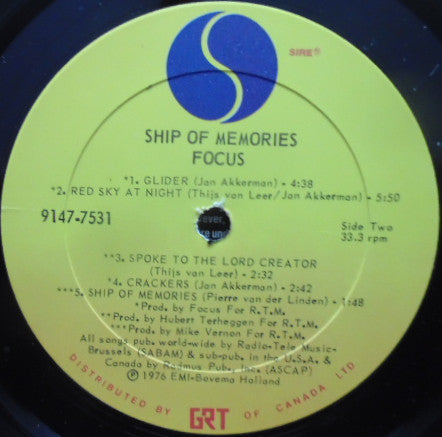 SIRE®
SHIP OF MEMORIES
FOCUS
*1. GLIDER (Jan Akkerman) - 4:38
*2. RED SKY AT NIGHT (Thijs van Leer/Jan Akkerman) - 5:50
9147-7531
ever,
Side Two
33.3 rpm
**3. SPOKE TO THE LORD CREATOR
(Thijs van Leer) - 2:32
*4. CRACKERS (Jan Akkerman) - 2:42
***5. SHIP OF MEMORIES (Pierre van der Linden) - 1:48
*Prod. by Focus For R.T.M.
**Prod. by Hubert Terheggen For R.T.M.
***Prod. by Mike Vernon For R.T.M.
All songs pub. world-wide by Radio-Tele Music-
Brussels (SABAM) & sub-pub. in the U.S.A. &
Canada by Radmus Pub., Inc. (ASCAP)
℗ 1976 EMI-Bovema Holland
DISTRIBUTED BY GRT OF CANADA LTD